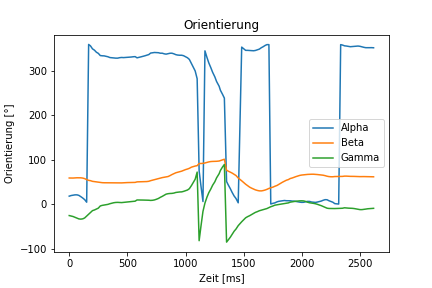 Orientierung
Orientierung [°]
300
200
100
0
−100
Alpha
Beta
Gamma
0
500
1000
1500
2000
2500
Zeit [ms]